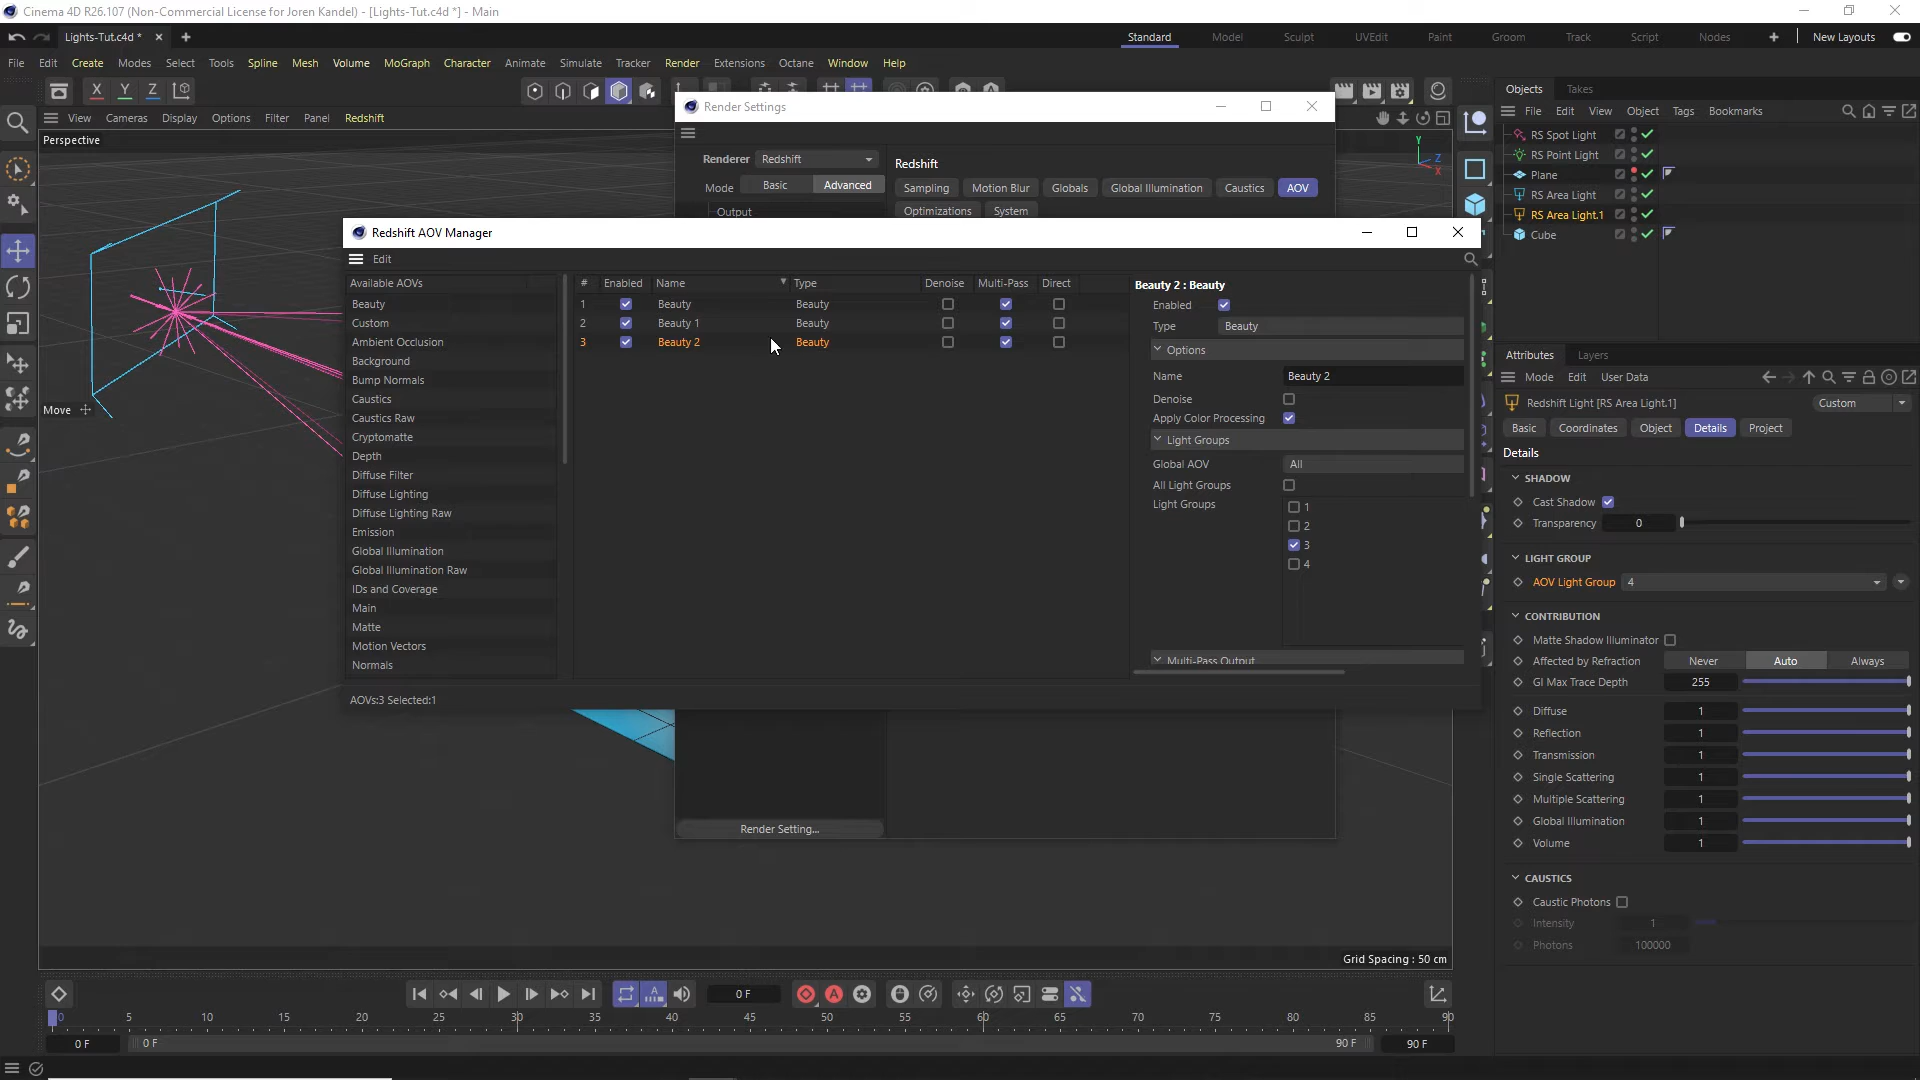 Cinema 4D R26.107 (Non-Commercial License for Joren Kandel) - [Lights-Tut.c4d *] - Main
Lights-Tut.c4d * × + Standard Model Sculpt UVEdit Paint Groom Track Script Nodes + New Layouts
File Edit Create Modes Select Tools Spline Mesh Volume MoGraph Character Animate Simulate Tracker Render Extensions Octane Window Help
X Y Z
View Cameras Display Options Filter Panel Redshift
Perspective
Move
Render Settings
Renderer Redshift
Mode Basic Advanced
Output
Redshift
Sampling Motion Blur Globals Global Illumination Caustics AOV
Optimizations System
Y
Z
X
Redshift AOV Manager
Edit
Available AOVs
Beauty
Custom
Ambient Occlusion
Background
Bump Normals
Caustics
Caustics Raw
Cryptomatte
Depth
Diffuse Filter
Diffuse Lighting
Diffuse Lighting Raw
Emission
Global Illumination
Global Illumination Raw
IDs and Coverage
Main
Matte
Motion Vectors
Normals
# Enabled Name Type Denoise Multi-Pass Direct
1 Beauty Beauty
2 Beauty 1 Beauty
3 Beauty 2 Beauty
Beauty 2 : Beauty
Enabled
Type Beauty
Options
Name Beauty 2
Denoise
Apply Color Processing
Light Groups
Global AOV All
All Light Groups
Light Groups
1
2
3
4
Multi-Pass Output
AOVs:3 Selected:1
Render Setting...
Grid Spacing : 50 cm
Objects Takes
File Edit View Object Tags Bookmarks
RS Spot Light
RS Point Light
Plane
RS Area Light
RS Area Light.1
Cube
Attributes Layers
Mode Edit User Data
Redshift Light [RS Area Light.1] Custom
Basic Coordinates Object Details Project
Details
SHADOW
Cast Shadow
Transparency 0
LIGHT GROUP
AOV Light Group 4
CONTRIBUTION
Matte Shadow Illuminator
Affected by Refraction Never Auto Always
GI Max Trace Depth 255
Diffuse 1
Reflection 1
Transmission 1
Single Scattering 1
Multiple Scattering 1
Global Illumination 1
Volume 1
CAUSTICS
Caustic Photons
Intensity 1
Photons 100000
0 F
0 5 10 15 20 25 30 35 40 45 50 55 60 65 70 75 80 85 90
0 F 0 F 90 F 90 F